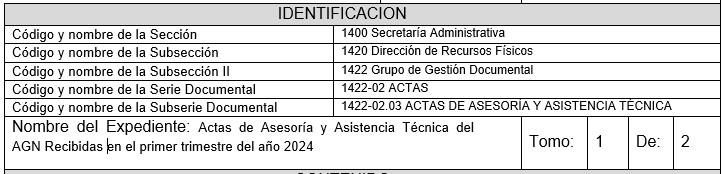 IDENTIFICACION
Código y nombre de la Sección 1400 Secretaría Administrativa
Código y nombre de la Subsección 1420 Dirección de Recursos Físicos
Código y nombre de la Subsección II 1422 Grupo de Gestión Documental
Código y nombre de la Serie Documental 1422-02 ACTAS
Código y nombre de la Subserie Documental 1422-02.03 ACTAS DE ASESORÍA Y ASISTENCIA TÉCNICA
Nombre del Expediente: Actas de Asesoría y Asistencia Técnica del
AGN Recibidas en el primer trimestre del año 2024
Tomo: 1 De: 2